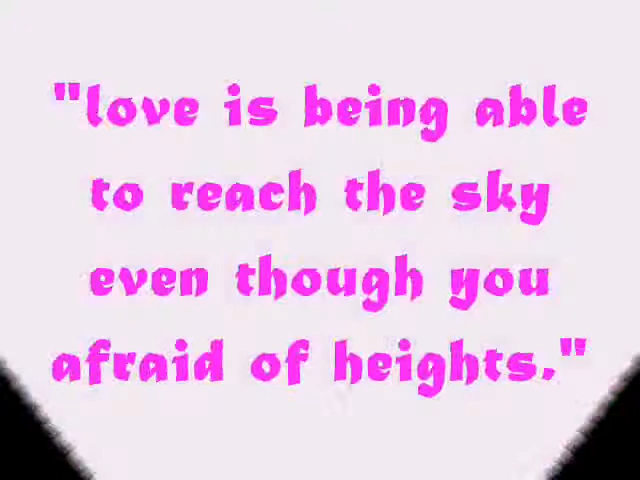 "love is being able
to reach the sky
even though you
afraid of heights."